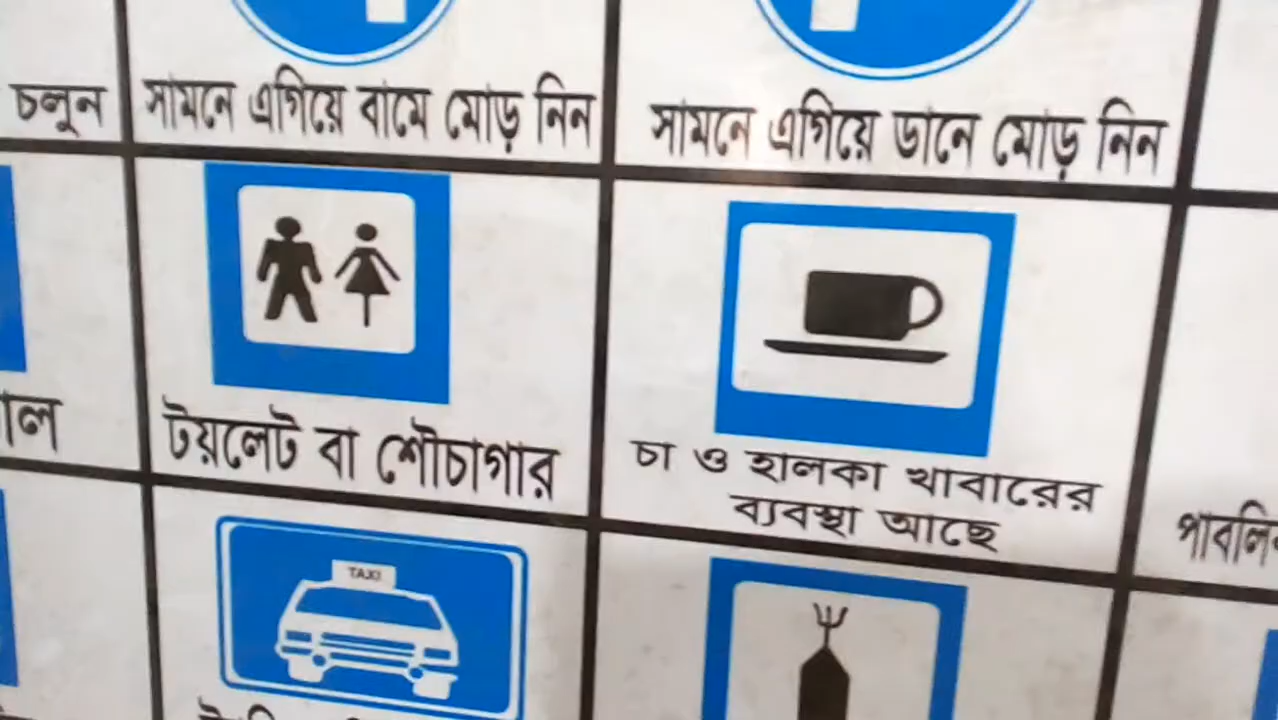 চলুন
সামনে এগিয়ে বামে মোড় নিন
সামনে এগিয়ে ডানে মোড় নিন
টয়লেট বা শৌচাগার
চা ও হালকা খাবারের
ব্যবস্থা আছে
TAXI